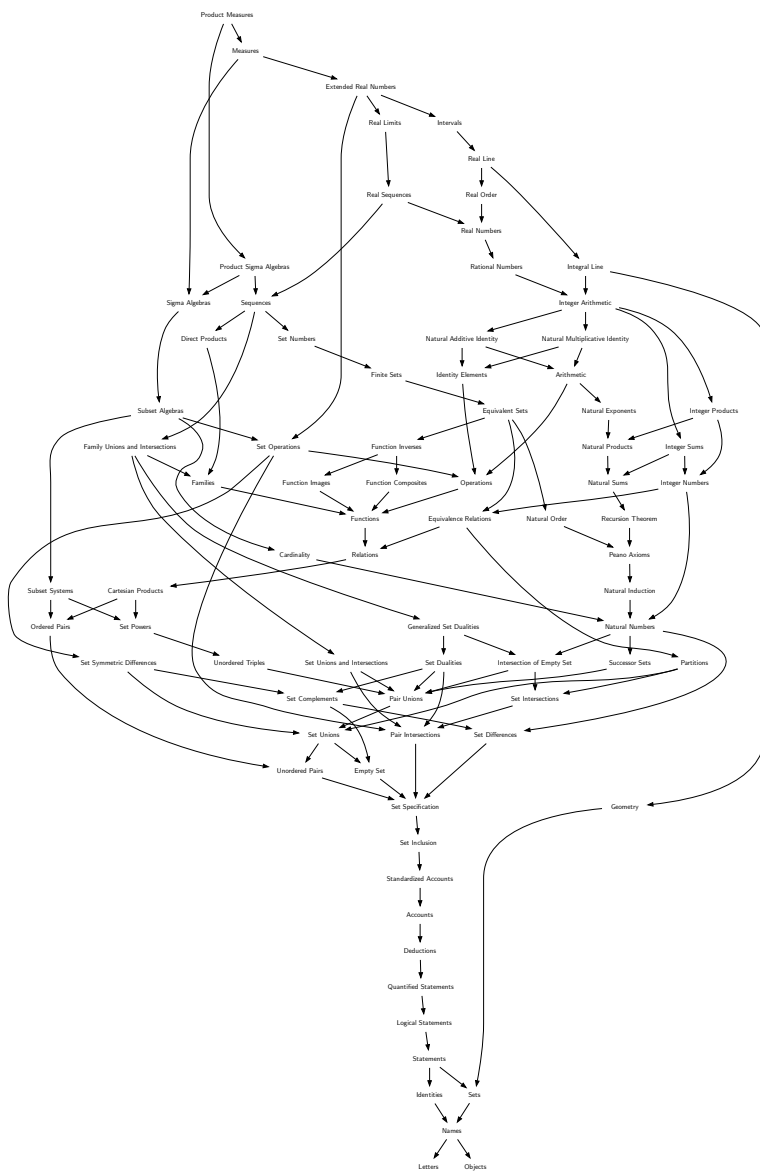 Product Measures
Measures
Extended Real Numbers
Real Limits
Intervals
Real Line
Real Sequences
Real Order
Real Numbers
Product Sigma Algebras
Rational Numbers
Integral Line
Sigma Algebras
Sequences
Integer Arithmetic
Direct Products
Set Numbers
Natural Additive Identity
Natural Multiplicative Identity
Finite Sets
Identity Elements
Arithmetic
Subset Algebras
Equivalent Sets
Natural Exponents
Integer Products
Family Unions and Intersections
Set Operations
Function Inverses
Natural Products
Integer Sums
Families
Function Images
Function Composites
Operations
Natural Sums
Integer Numbers
Functions
Equivalence Relations
Natural Order
Recursion Theorem
Cardinality
Relations
Peano Axioms
Subset Systems
Cartesian Products
Natural Induction
Ordered Pairs
Set Powers
Generalized Set Dualities
Natural Numbers
Set Symmetric Differences
Unordered Triples
Set Unions and Intersections
Set Dualities
Intersection of Empty Set
Successor Sets
Partitions
Set Complements
Pair Unions
Set Intersections
Set Unions
Pair Intersections
Set Differences
Unordered Pairs
Empty Set
Set Specification
Geometry
Set Inclusion
Standardized Accounts
Accounts
Deductions
Quantified Statements
Logical Statements
Statements
Identities
Sets
Names
Letters
Objects